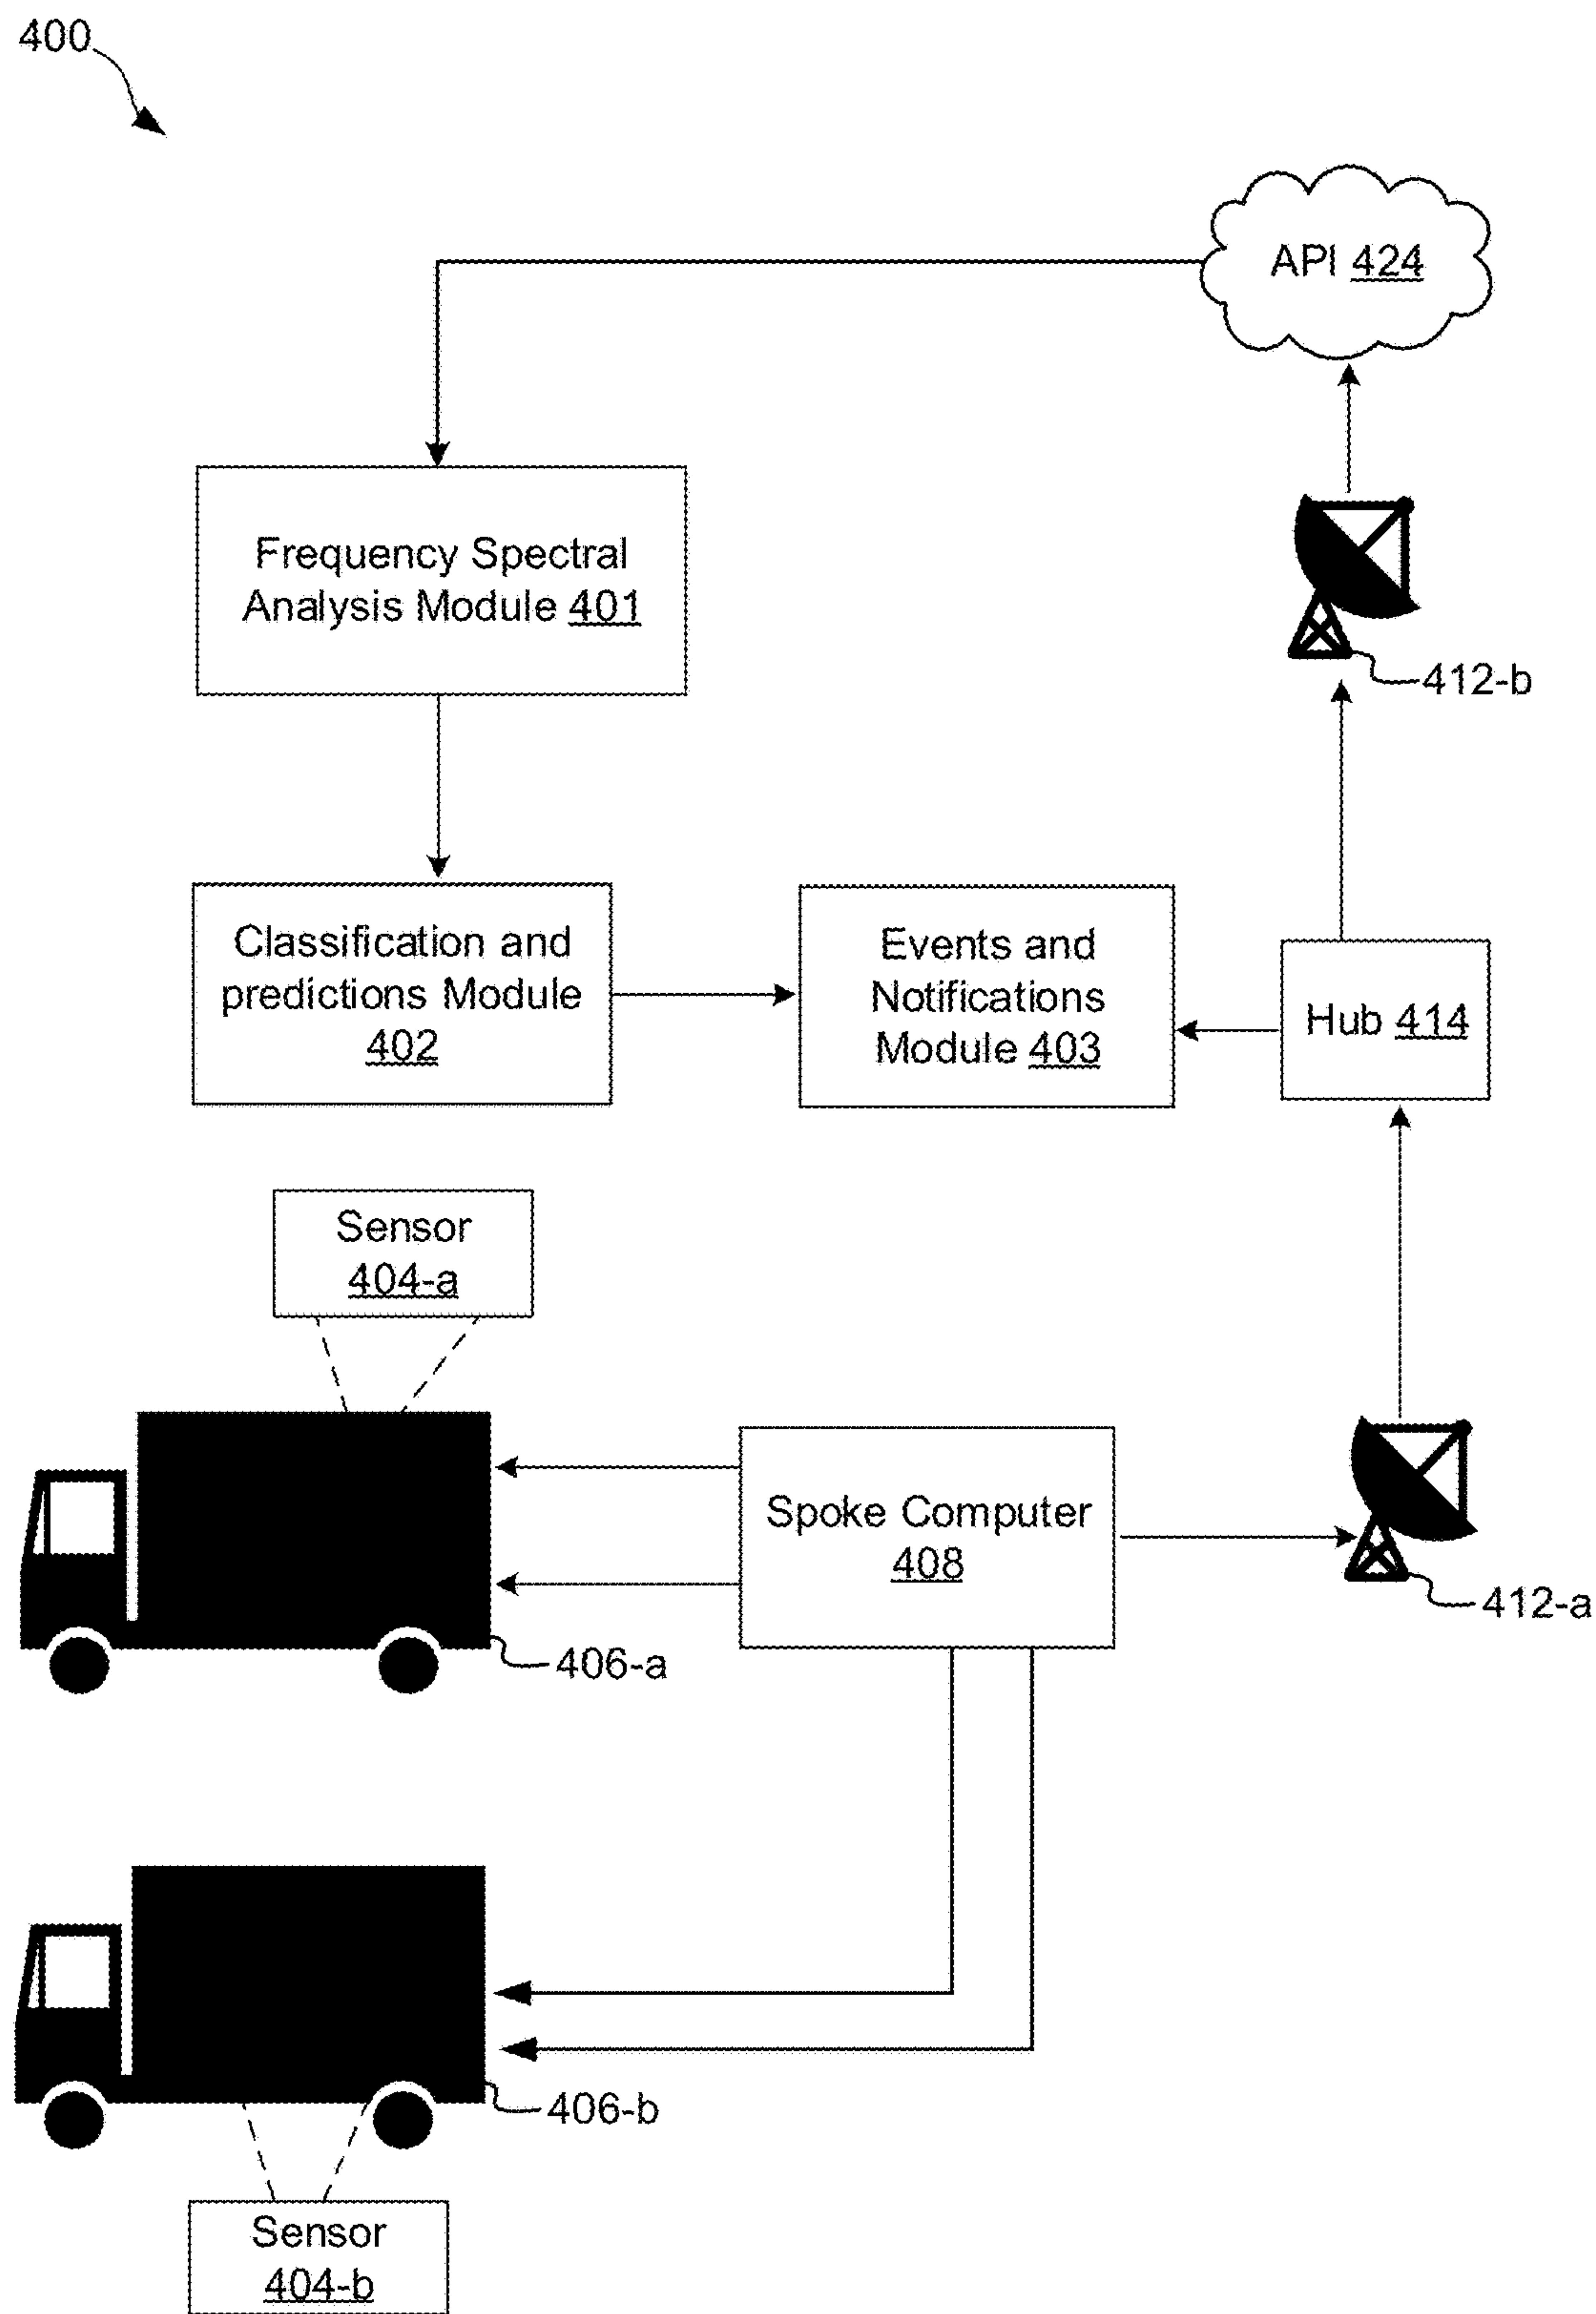 400
API 424
Frequency Spectral
Analysis Module 401
412-b
Classification and
predictions Module
402
Events and
Notifications
Module 403
Hub 414
Sensor
404-a
Spoke Computer
408
412-a
406-a
406-b
Sensor
404-b